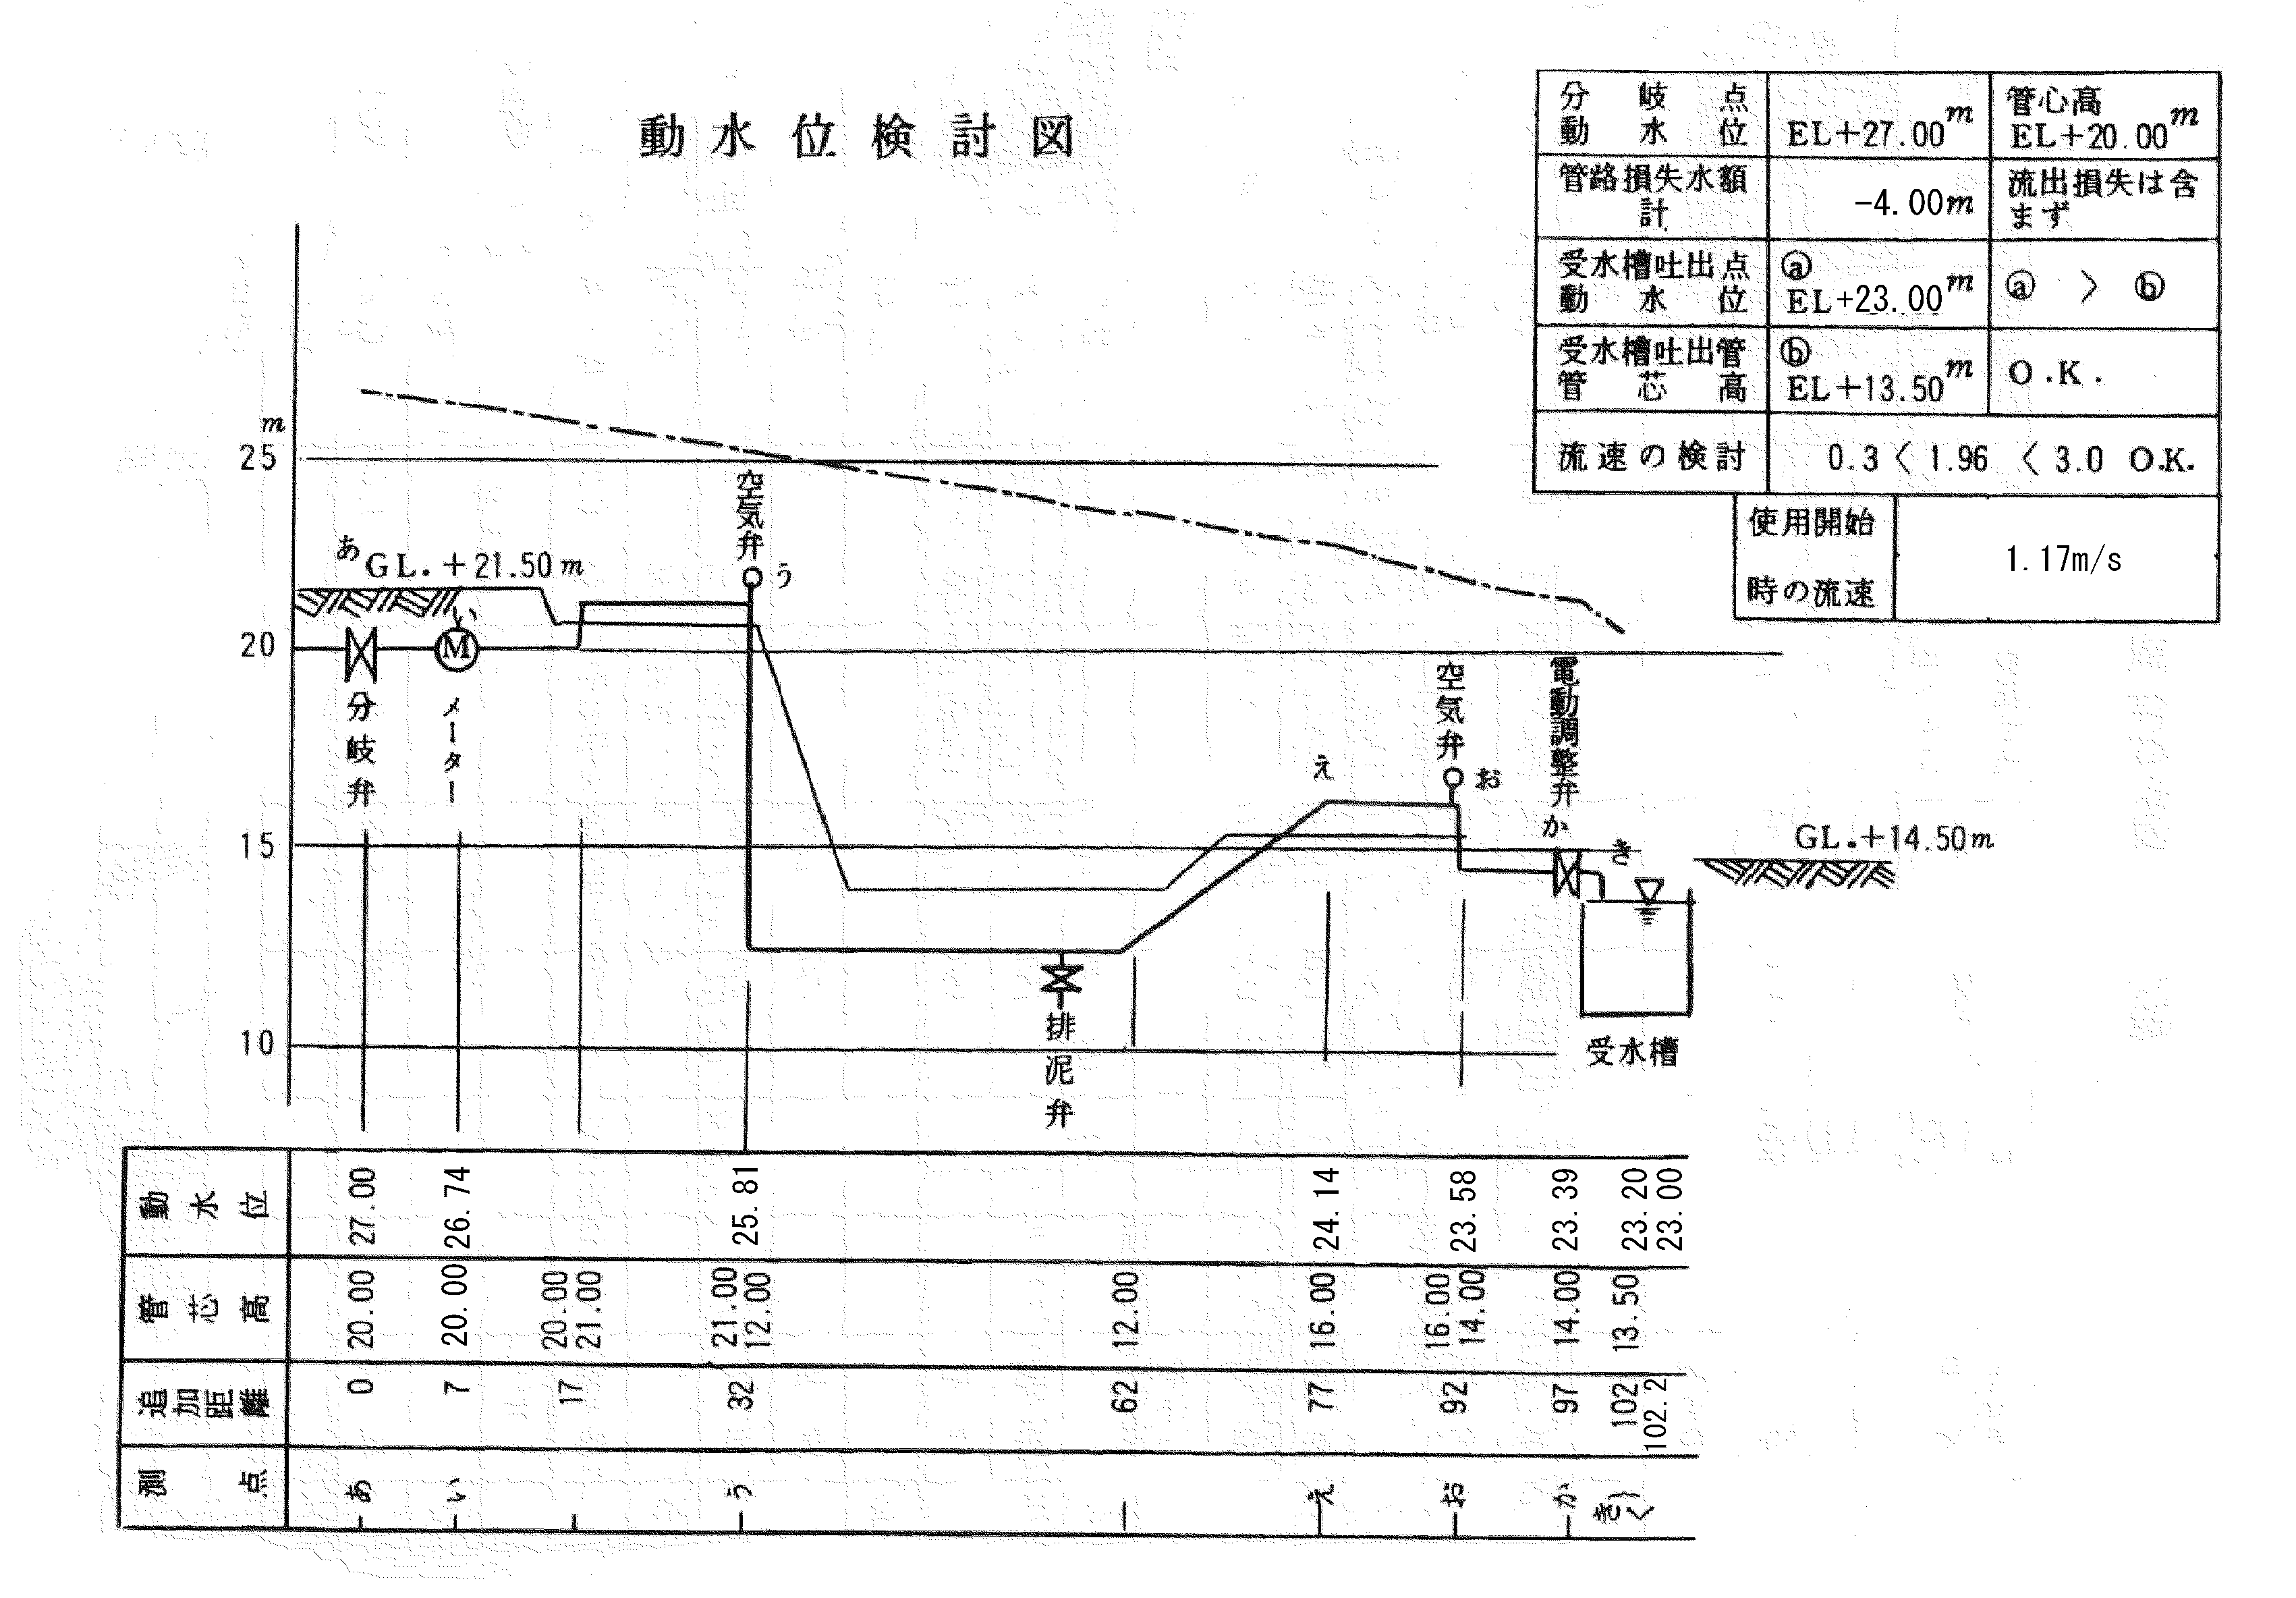 動水位検討図
分岐点
動水位
EL+27.00m
管心高
EL+20.00m
管路損失水額
計
-4.00m
流出損失は含
まず
受水槽吐出点
動水位
ⓐ
EL+23.00m
ⓐ 〉 ⓑ
受水槽吐出管
管芯高
ⓑ
EL+13.50m
O.K.
流速の検討
0.3〈 1.96 〈 3.0 O.K.
使用開始
時の流速
1.17m/s
m
25
20
15
10
あ
GL.+21.50m
い
M
分岐弁
メーター
空気弁
う
排泥弁
え
空気弁
お
電動調整弁
か
き
GL.+14.50m
受水槽
動水位
27.00
26.74
25.81
24.14
23.58
23.39
23.20
23.00
管芯高
20.00
20.00
20.00
21.00
21.00
12.00
12.00
16.00
16.00
14.00
14.00
13.50
追加距離
0
7
17
32
62
77
92
97
102
102.2
測点
あ
い
う
え
お
か
き
く